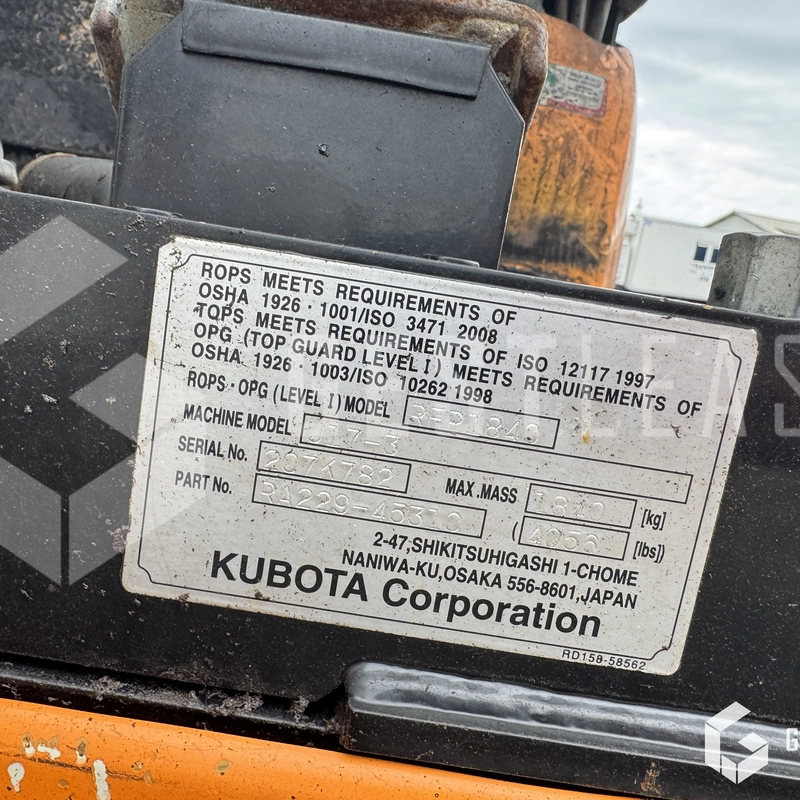 ROPS MEETS REQUIREMENTS OF
OSHA 1926・1001/ISO 3471 2008
TOPS MEETS REQUIREMENTS OF ISO 12117 1997
OPG (TOP GUARD LEVEL I) MEETS REQUIREMENTS OF
OSHA 1926・1003/ISO 10262 1998
ROPS・OPG (LEVEL I) MODEL
MACHINE MODEL
SERIAL No. 207X782
PART No. MAX.MASS 1840 [kg]
(4056 [lbs])
2-47,SHIKITSUHIGASHI 1-CHOME
NANIWA-KU,OSAKA 556-8601,JAPAN
KUBOTA Corporation
RD158-58562